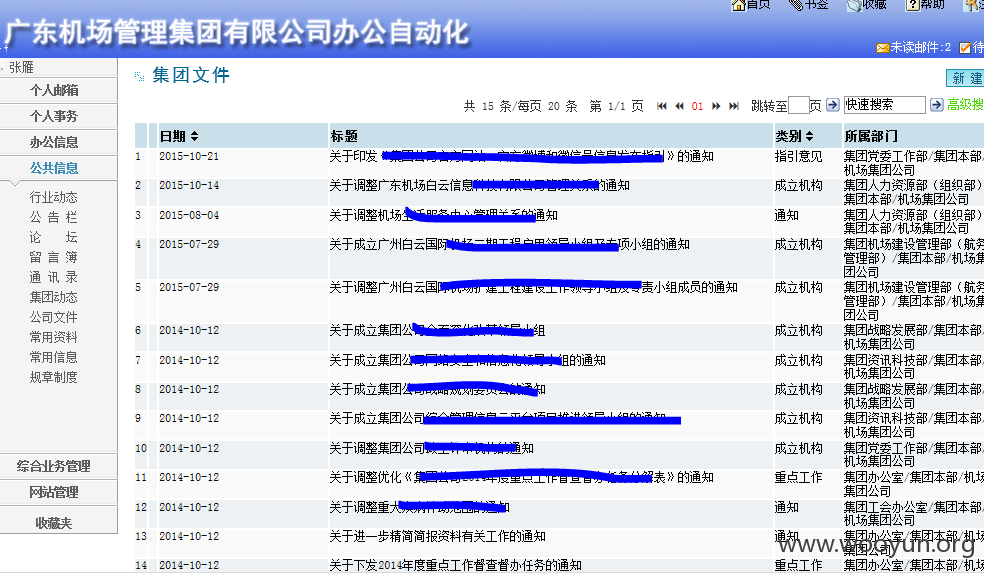 首页 书签 收藏 帮助
广东机场管理集团有限公司办公自动化
未读邮件:2 待
张雁
个人邮箱
个人事务
办公信息
公共信息
行业动态
公 告 栏
论 坛
留 言 簿
通 讯 录
集团动态
公司文件
常用资料
常用信息
规章制度
综合业务管理
网站管理
收藏夹
集团文件
新 建
共 15 条/每页 20 条 第 1/1 页 01 跳转至 页 快速搜索 高级搜
日期 标题 类别 所属部门
1 2015-10-21 关于印发 》的通知 指引意见 集团党委工作部/集团本部/
机场集团公司
2 2015-10-14 关于调整广东机场白云信息 的通知 成立机构 集团人力资源部（组织部）
集团本部/机场集团公司
3 2015-08-04 关于调整机场 通知 通知 集团人力资源部（组织部）
集团本部/机场集团公司
4 2015-07-29 关于成立广州白云国际 项小组的通知 成立机构 集团机场建设管理部（航务
管理部）/集团本部/机场集
团公司
5 2015-07-29 关于调整广州白云国际 责小组成员的通知 成立机构 集团机场建设管理部（航务
管理部）/集团本部/机场集
团公司
6 2014-10-12 关于成立集团公司 组 成立机构 集团战略发展部/集团本部/
机场集团公司
7 2014-10-12 关于成立集团公司 组的通知 成立机构 集团资讯科技部/集团本部/
机场集团公司
8 2014-10-12 关于成立集团公司 通知 成立机构 集团战略发展部/集团本部/
机场集团公司
9 2014-10-12 关于成立集团公司 成立机构 集团资讯科技部/集团本部/
机场集团公司
10 2014-10-12 关于调整集团公司 通知 成立机构 集团党委工作部/集团本部/
机场集团公司
11 2014-10-12 关于调整优化《 表》的通知 重点工作 集团办公室/集团本部/机场
集团公司
12 2014-10-12 关于调整重大 通知 通知 集团工会办公室/集团本部/
机场集团公司
13 2014-10-12 关于进一步精简简报资料有关工作的通知 通知 集团办公室/集团本部/机场
集团公司
14 2014-10-12 关于下发2014年度重点工作督查督办任务的通知 重点工作 集团办公室/集团本部/机场
www.wooyun.org